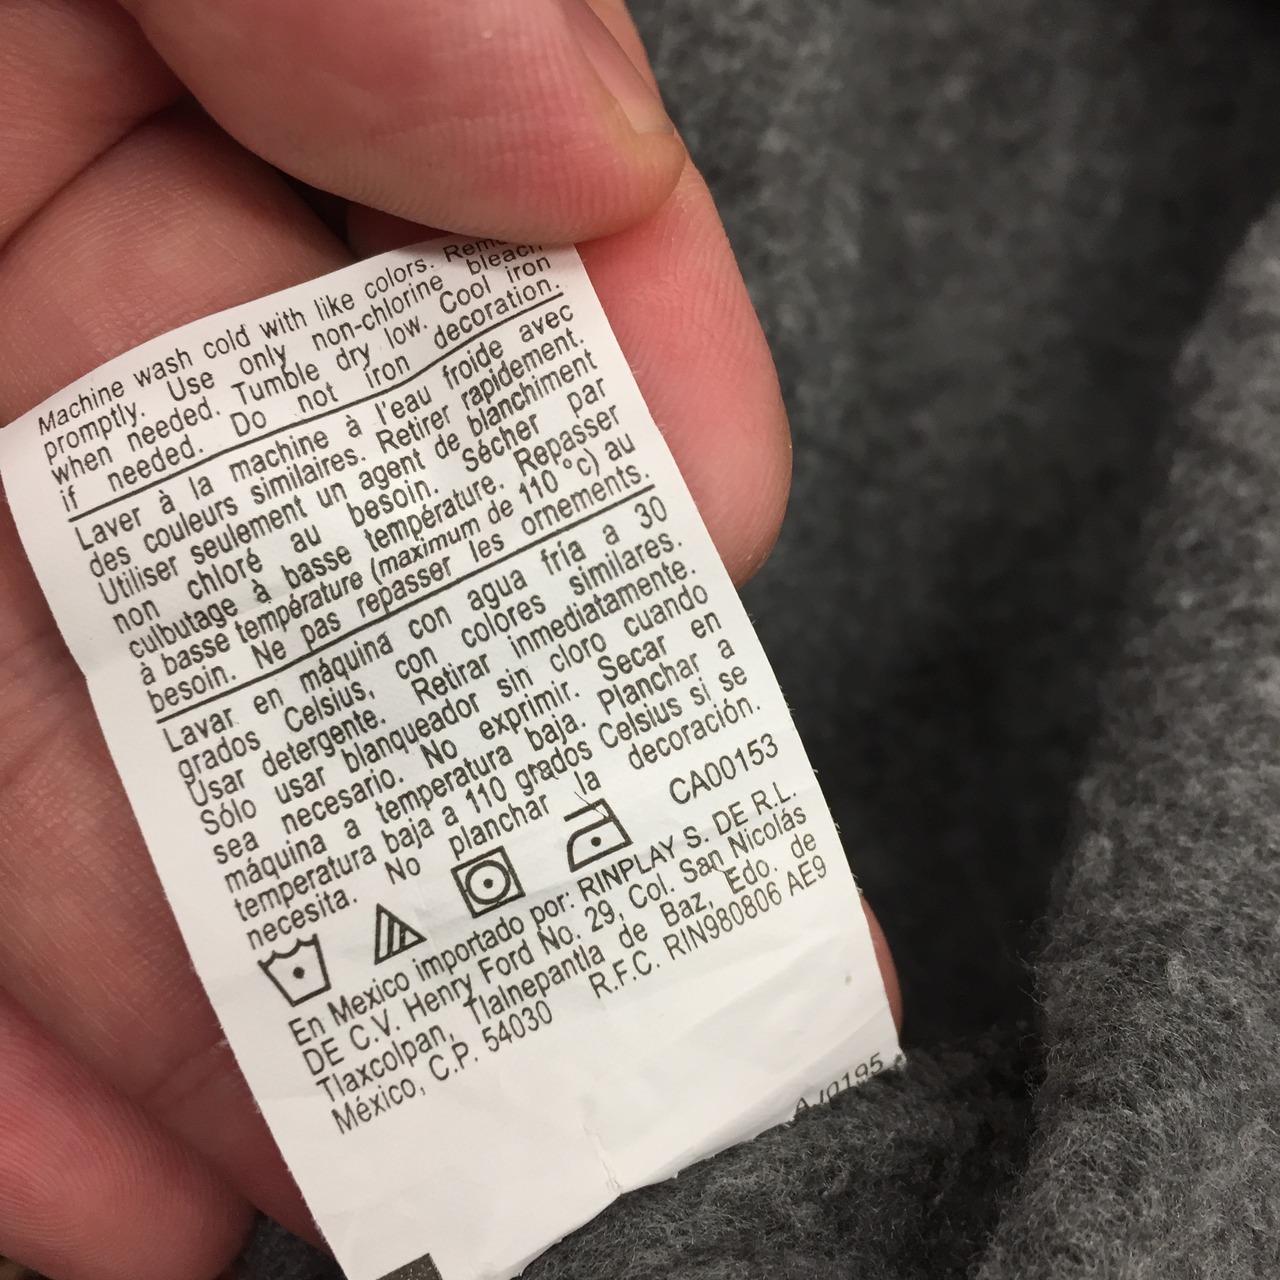 Machine wash cold with like colors.
promptly. Use only non-chlorine bleach
when needed. Tumble dry low. Cool iron
if needed. Do not iron decoration.
Laver à la machine à l'eau froide avec
des couleurs similaires. Retirer rapidement.
Utiliser seulement un agent de blanchiment
non chloré au besoin. Sécher par
culbutage à basse température. Repasser
à basse température (maximum de 110°c) au
besoin. Ne pas repasser les ornements.
Lavar en máquina con agua fría a 30
grados Celsius, con colores similares.
Usar detergente. Retirar inmediatamente.
Sólo usar blanqueador sin cloro cuando
sea necesario. No exprimir. Secar en
máquina a temperatura baja. Planchar a
temperatura baja a 110 grados Celsius si se
necesita. No planchar la decoración.
CA00153
En Mexico importado por: RINPLAY S. DE R.L.
DE C.V. Henry Ford No. 29, Col. San Nicolás
Tlaxcolpan, Tlalnepantla de Baz, Edo. de
México, C.P. 54030 R.F.C. RIN980806 AE9